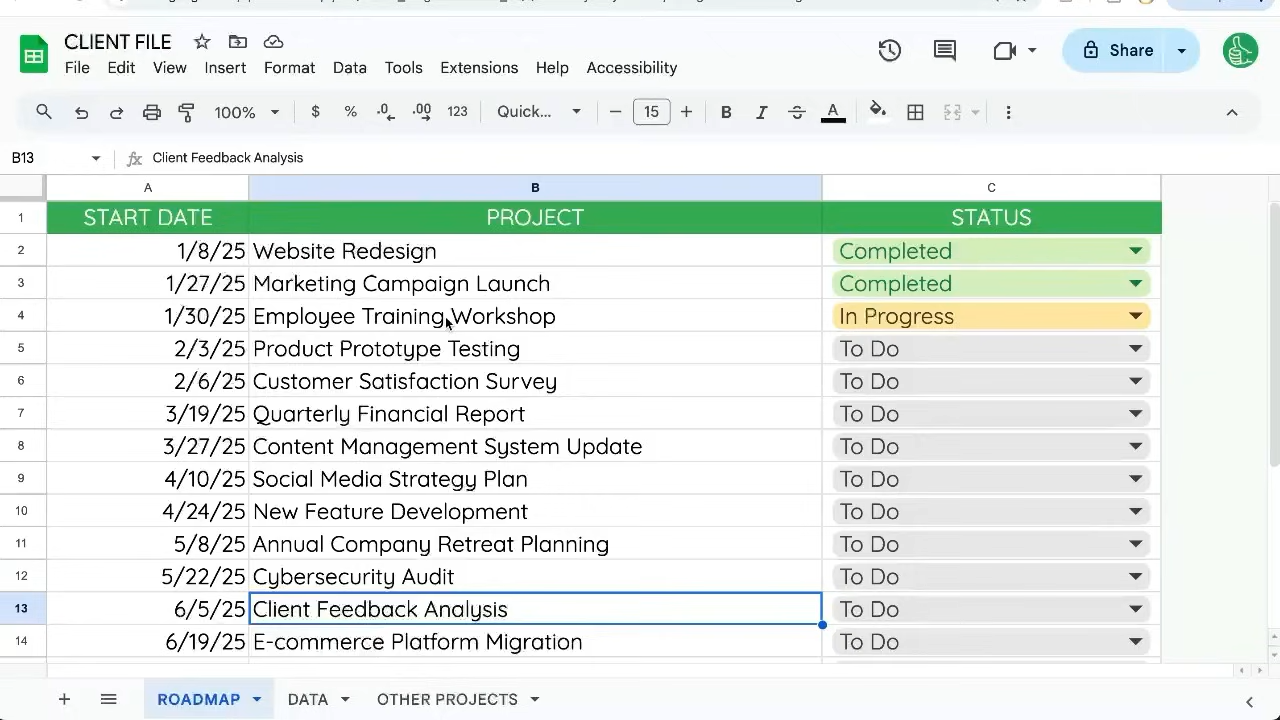 CLIENT FILE
File Edit View Insert Format Data Tools Extensions Help Accessibility
Share
100% $ % .0 .00 123 Quick... 15 B I A
B13 fx Client Feedback Analysis
A B C
1 START DATE PROJECT STATUS
2 1/8/25 Website Redesign Completed
3 1/27/25 Marketing Campaign Launch Completed
4 1/30/25 Employee Training Workshop In Progress
5 2/3/25 Product Prototype Testing To Do
6 2/6/25 Customer Satisfaction Survey To Do
7 3/19/25 Quarterly Financial Report To Do
8 3/27/25 Content Management System Update To Do
9 4/10/25 Social Media Strategy Plan To Do
10 4/24/25 New Feature Development To Do
11 5/8/25 Annual Company Retreat Planning To Do
12 5/22/25 Cybersecurity Audit To Do
13 6/5/25 Client Feedback Analysis To Do
14 6/19/25 E-commerce Platform Migration To Do
ROADMAP DATA OTHER PROJECTS